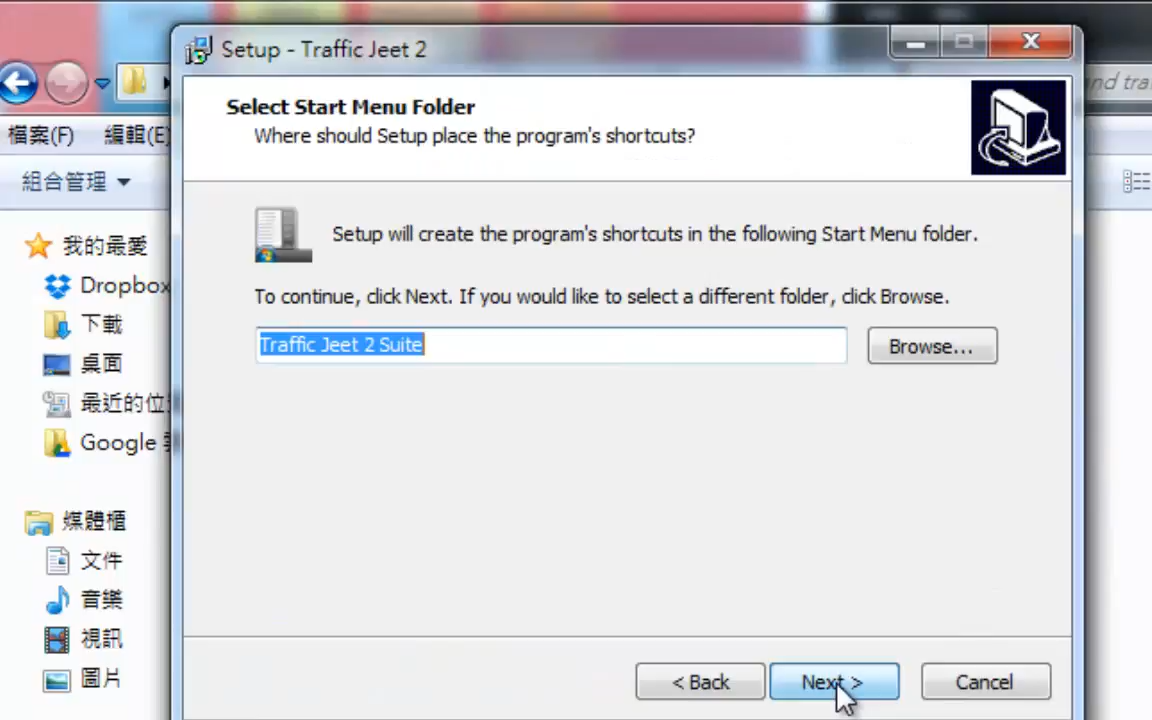 Setup - Traffic Jeet 2
Select Start Menu Folder
Where should Setup place the program's shortcuts?
檔案(F) 編輯(E)
組合管理
我的最愛
Dropbox
下載
桌面
最近的位
Google
媒體櫃
文件
音樂
視訊
圖片
Setup will create the program's shortcuts in the following Start Menu folder.
To continue, click Next. If you would like to select a different folder, click Browse.
Traffic Jeet 2 Suite
Browse...
< Back
Next >
Cancel